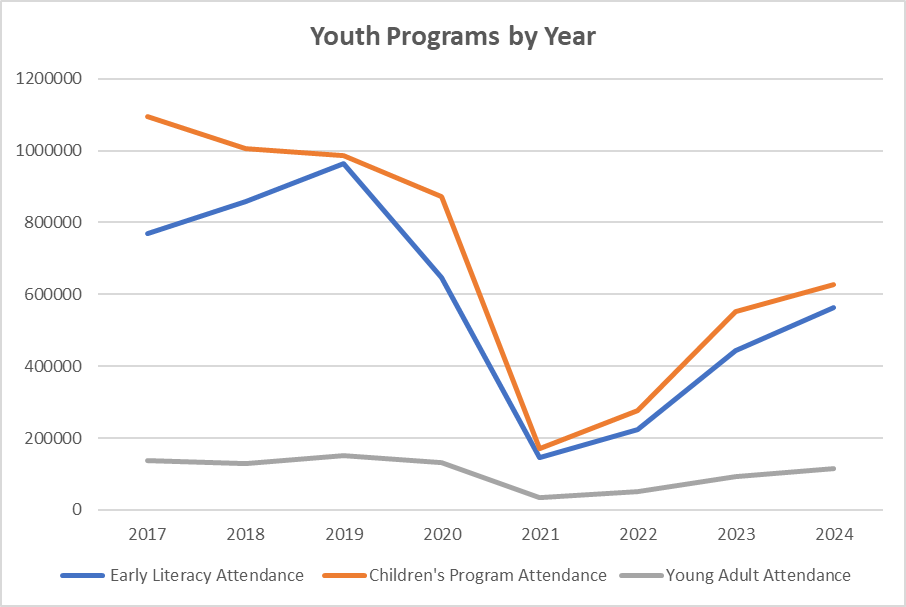 Youth Programs by Year
1200000
1000000
800000
600000
400000
200000
0
2017 2018 2019 2020 2021 2022 2023 2024
Early Literacy Attendance Children's Program Attendance Young Adult Attendance